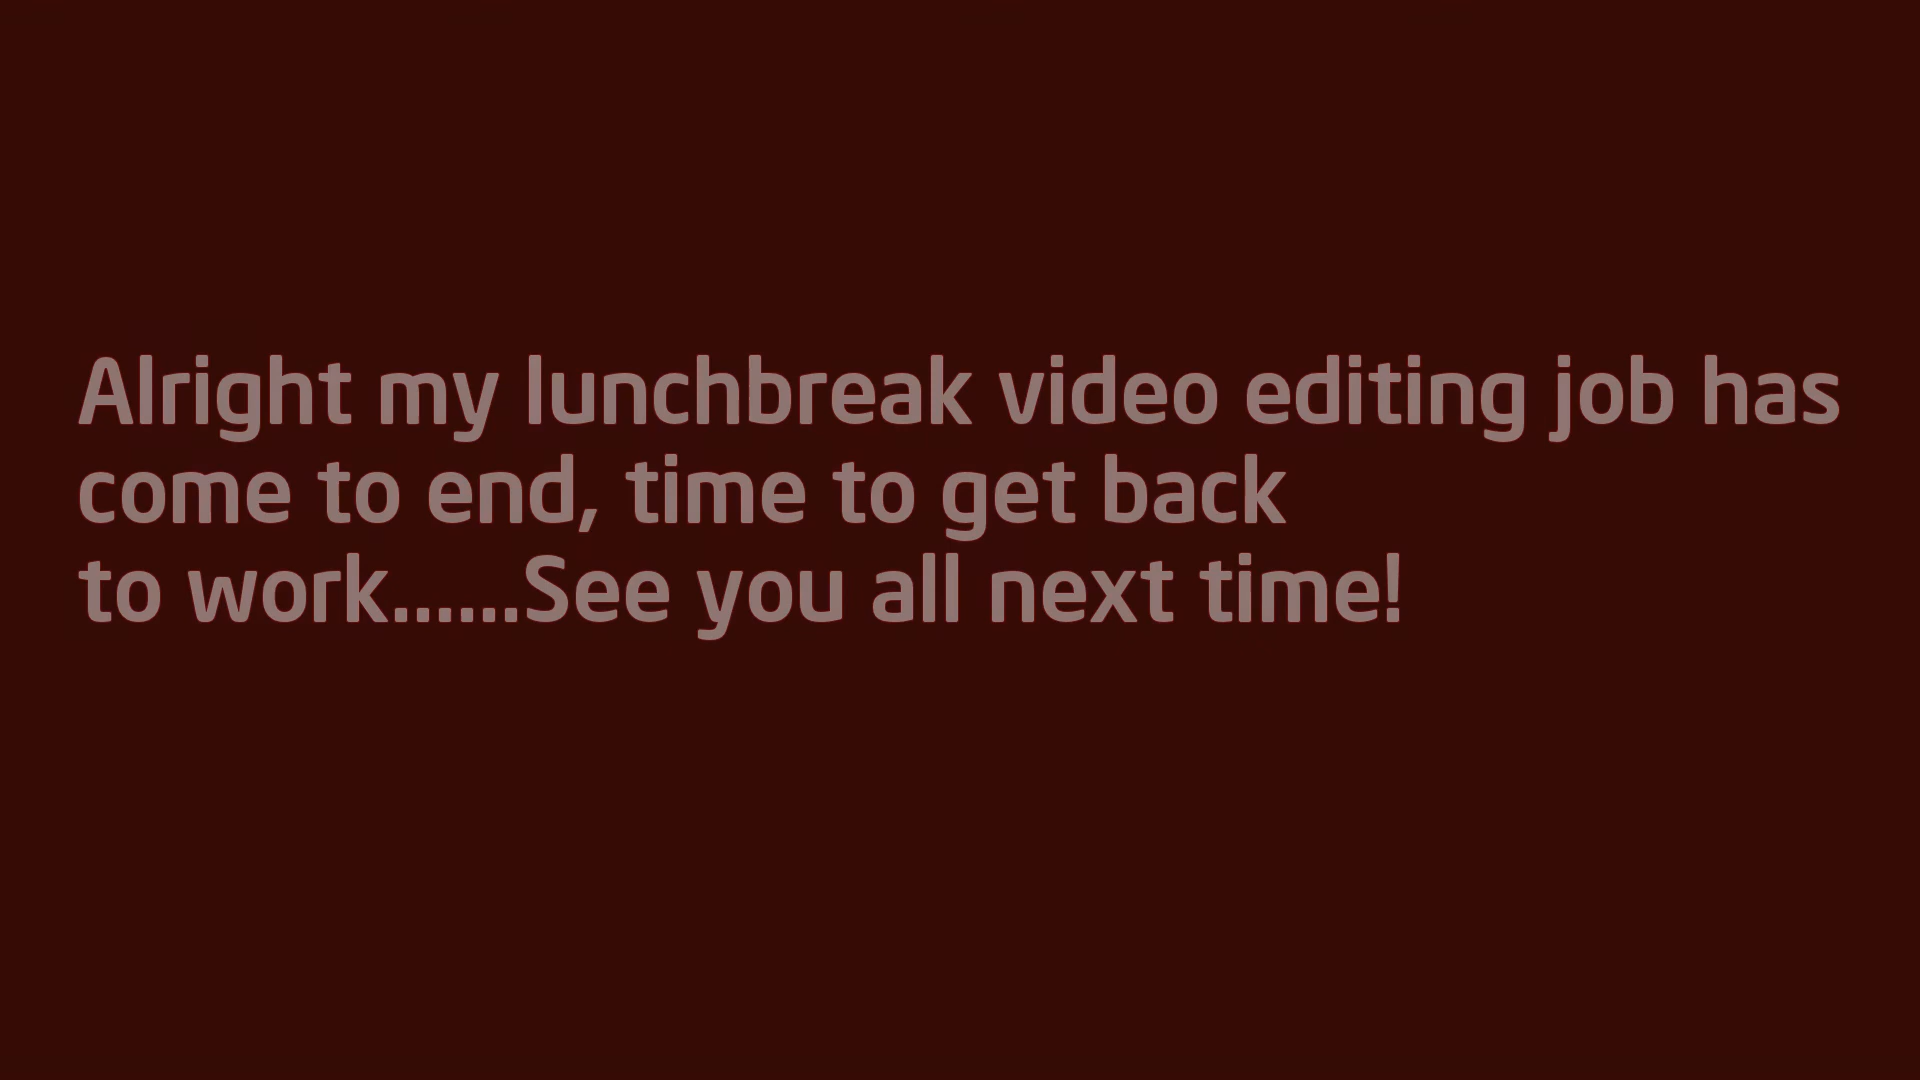 Alright my lunchbreak video editing job has
come to end, time to get back
to work......See you all next time!